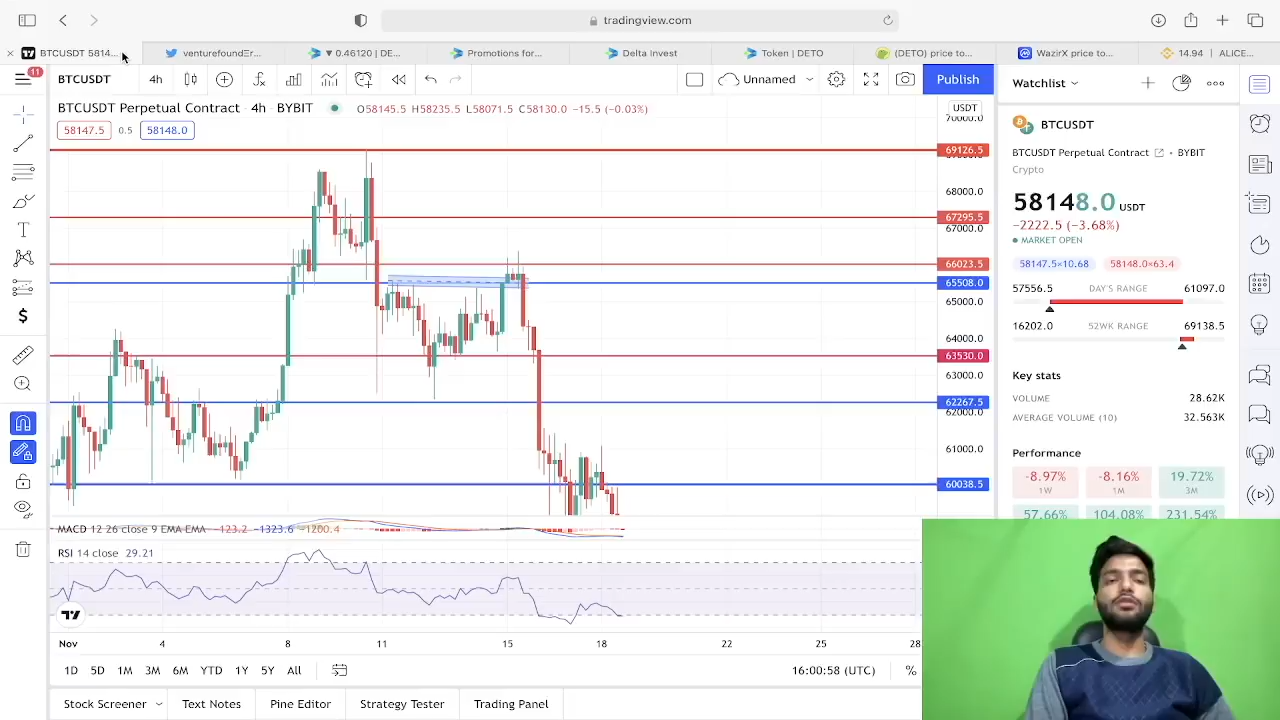 tradingview.com
BTCUSDT 5814...
venturefoundΞr...
▼ 0.46120 | DE...
Promotions for...
Delta Invest
Token | DETO
(DETO) price to...
WazirX price to...
14.94 | ALICE...
11
BTCUSDT
4h
Unnamed
Publish
Watchlist
BTCUSDT Perpetual Contract · 4h · BYBIT
O58145.5 H58235.5 L58071.5 C58130.0 −15.5 (−0.03%)
58147.5
0.5
58148.0
USDT
70000.0
69126.5
68000.0
67295.5
67000.0
66023.5
65508.0
65000.0
64000.0
63530.0
63000.0
62267.5
62000.0
61000.0
60038.5
MACD 12 26 close 9 EMA EMA −123.2 −1323.6 −1200.4
RSI 14 close 29.21
Nov
4
8
11
15
18
22
25
28
1D 5D 1M 3M 6M YTD 1Y 5Y All
16:00:58 (UTC)
%
Stock Screener
Text Notes
Pine Editor
Strategy Tester
Trading Panel
BTCUSDT
BTCUSDT Perpetual Contract • BYBIT
Crypto
58148.0 USDT
−2222.5 (−3.68%)
MARKET OPEN
58147.5×10.68
58148.0×63.4
57556.5 DAY'S RANGE 61097.0
16202.0 52WK RANGE 69138.5
Key stats
VOLUME 28.62K
AVERAGE VOLUME (10) 32.563K
Performance
-8.97% -8.16% 19.72%
1W 1M 3M
57.66% 104.08% 231.54%